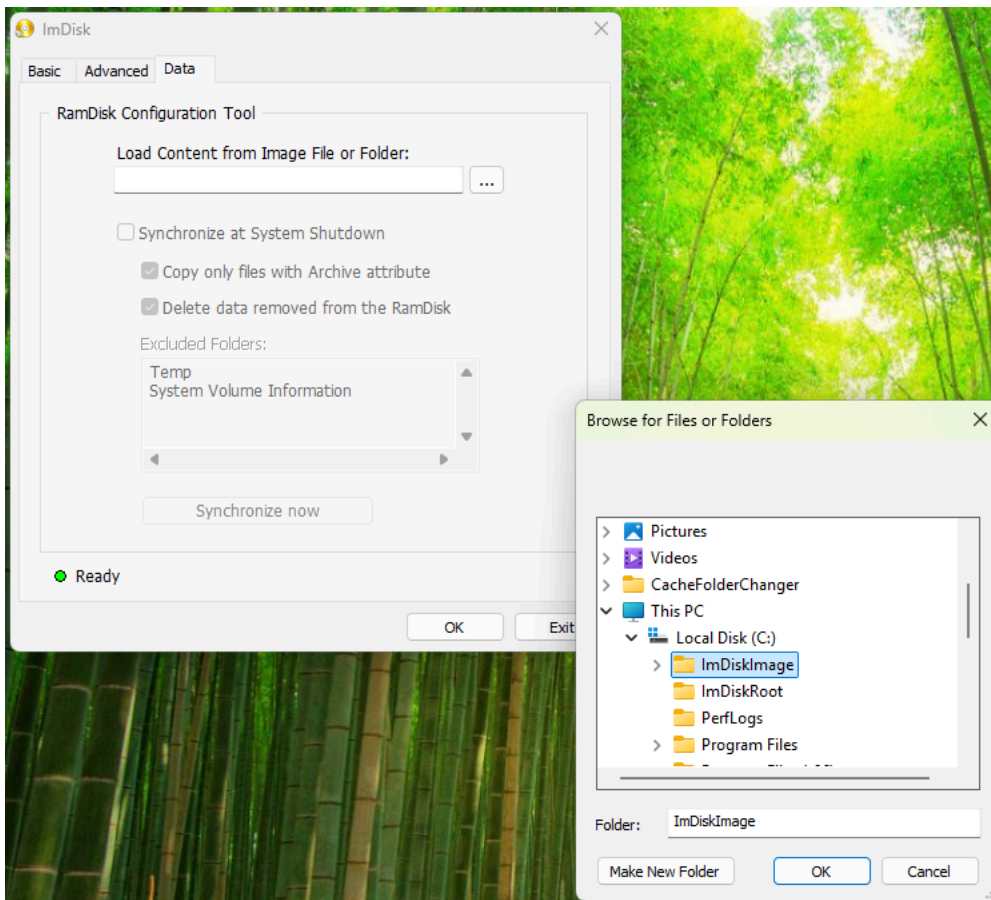 ImDisk
Basic Advanced Data
RamDisk Configuration Tool
Load Content from Image File or Folder:
...
Synchronize at System Shutdown
Copy only files with Archive attribute
Delete data removed from the RamDisk
Excluded Folders:
Temp
System Volume Information
Synchronize now
Ready
OK Exit
Browse for Files or Folders
Pictures
Videos
CacheFolderChanger
This PC
Local Disk (C:)
ImDiskImage
ImDiskRoot
PerfLogs
Program Files
Folder: ImDiskImage
Make New Folder OK Cancel